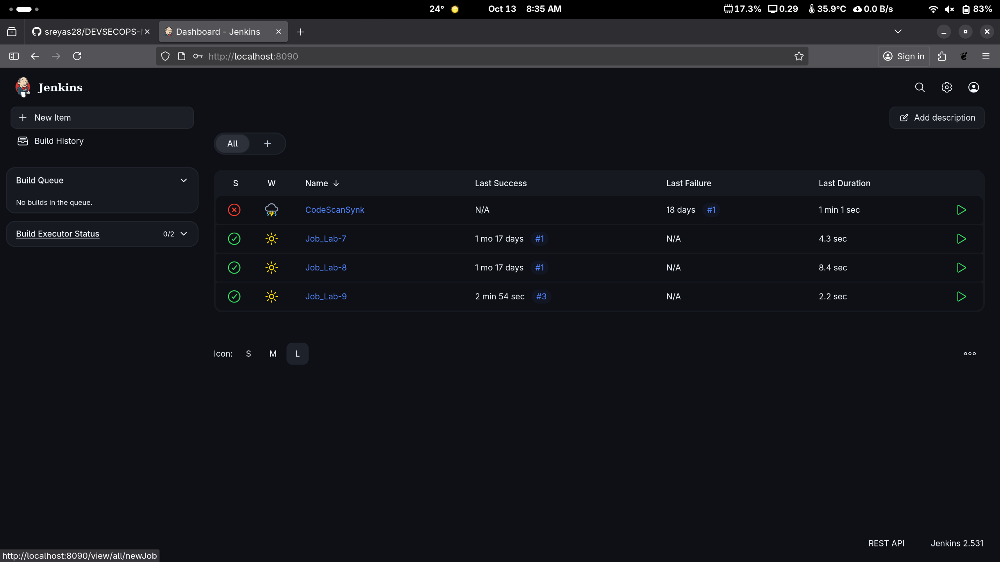 24° Oct 13 8:35 AM 17.3% 0.29 35.9°C 0.0 B/s 83%
sreyas28/DEVSECOPS- Dashboard - Jenkins
http://localhost:8090 Sign in
Jenkins
New Item Add description
Build History
All
Build Queue
No builds in the queue.
Build Executor Status 0/2
S W Name Last Success Last Failure Last Duration
CodeScanSynk N/A 18 days #1 1 min 1 sec
Job_Lab-7 1 mo 17 days #1 N/A 4.3 sec
Job_Lab-8 1 mo 17 days #1 N/A 8.4 sec
Job_Lab-9 2 min 54 sec #3 N/A 2.2 sec
Icon: S M L
REST API Jenkins 2.531
http://localhost:8090/view/all/newJob